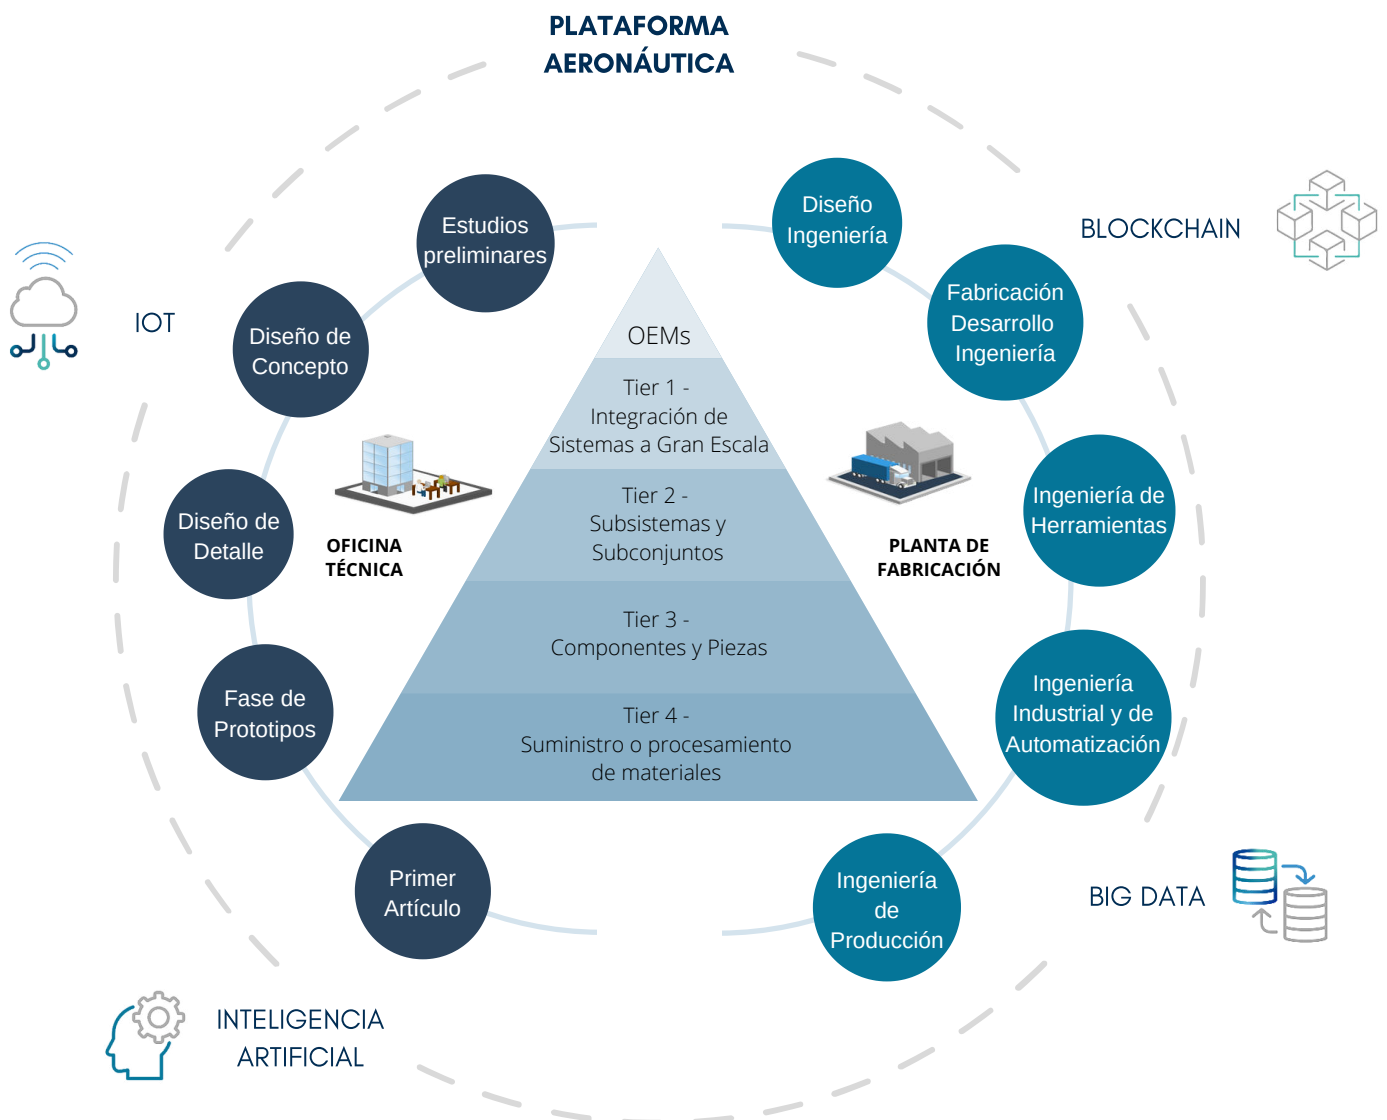 PLATAFORMA
AERONÁUTICA
IOT
BLOCKCHAIN
Estudios
preliminares
Diseño de
Concepto
Diseño de
Detalle
Fase de
Prototipos
Primer
Artículo
OFICINA
TÉCNICA
OEMs
Tier 1 -
Integración de
Sistemas a Gran Escala
Tier 2 -
Subsistemas y
Subconjuntos
Tier 3 -
Componentes y Piezas
Tier 4 -
Suministro o procesamiento
de materiales
PLANTA DE
FABRICACIÓN
Diseño
Ingeniería
Fabricación
Desarrollo
Ingeniería
Ingeniería de
Herramientas
Ingeniería
Industrial y de
Automatización
Ingeniería
de
Producción
BIG DATA
INTELIGENCIA
ARTIFICIAL